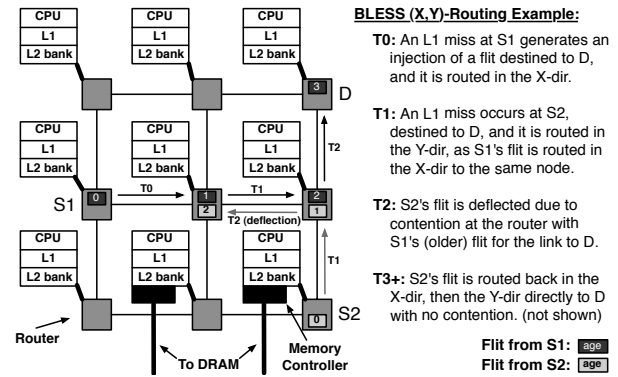 CPU
L1
L2 bank
CPU
L1
L2 bank
CPU
L1
L2 bank
3
D
T2
CPU
L1
L2 bank
CPU
L1
L2 bank
CPU
L1
L2 bank
S1
0
T0
1
2
T1
T2 (deflection)
2
1
CPU
L1
L2 bank
CPU
L1
L2 bank
CPU
L1
L2 bank
T1
0
S2
Router
To DRAM
Memory
Controller
BLESS (X,Y)-Routing Example:
T0: An L1 miss at S1 generates an
injection of a flit destined to D,
and it is routed in the X-dir.
T1: An L1 miss occurs at S2,
destined to D, and it is routed in
the Y-dir, as S1's flit is routed in
the X-dir to the same node.
T2: S2's flit is deflected due to
contention at the router with
S1's (older) flit for the link to D.
T3+: S2's flit is routed back in the
X-dir, then the Y-dir directly to D
with no contention. (not shown)
Flit from S1: age
Flit from S2: age